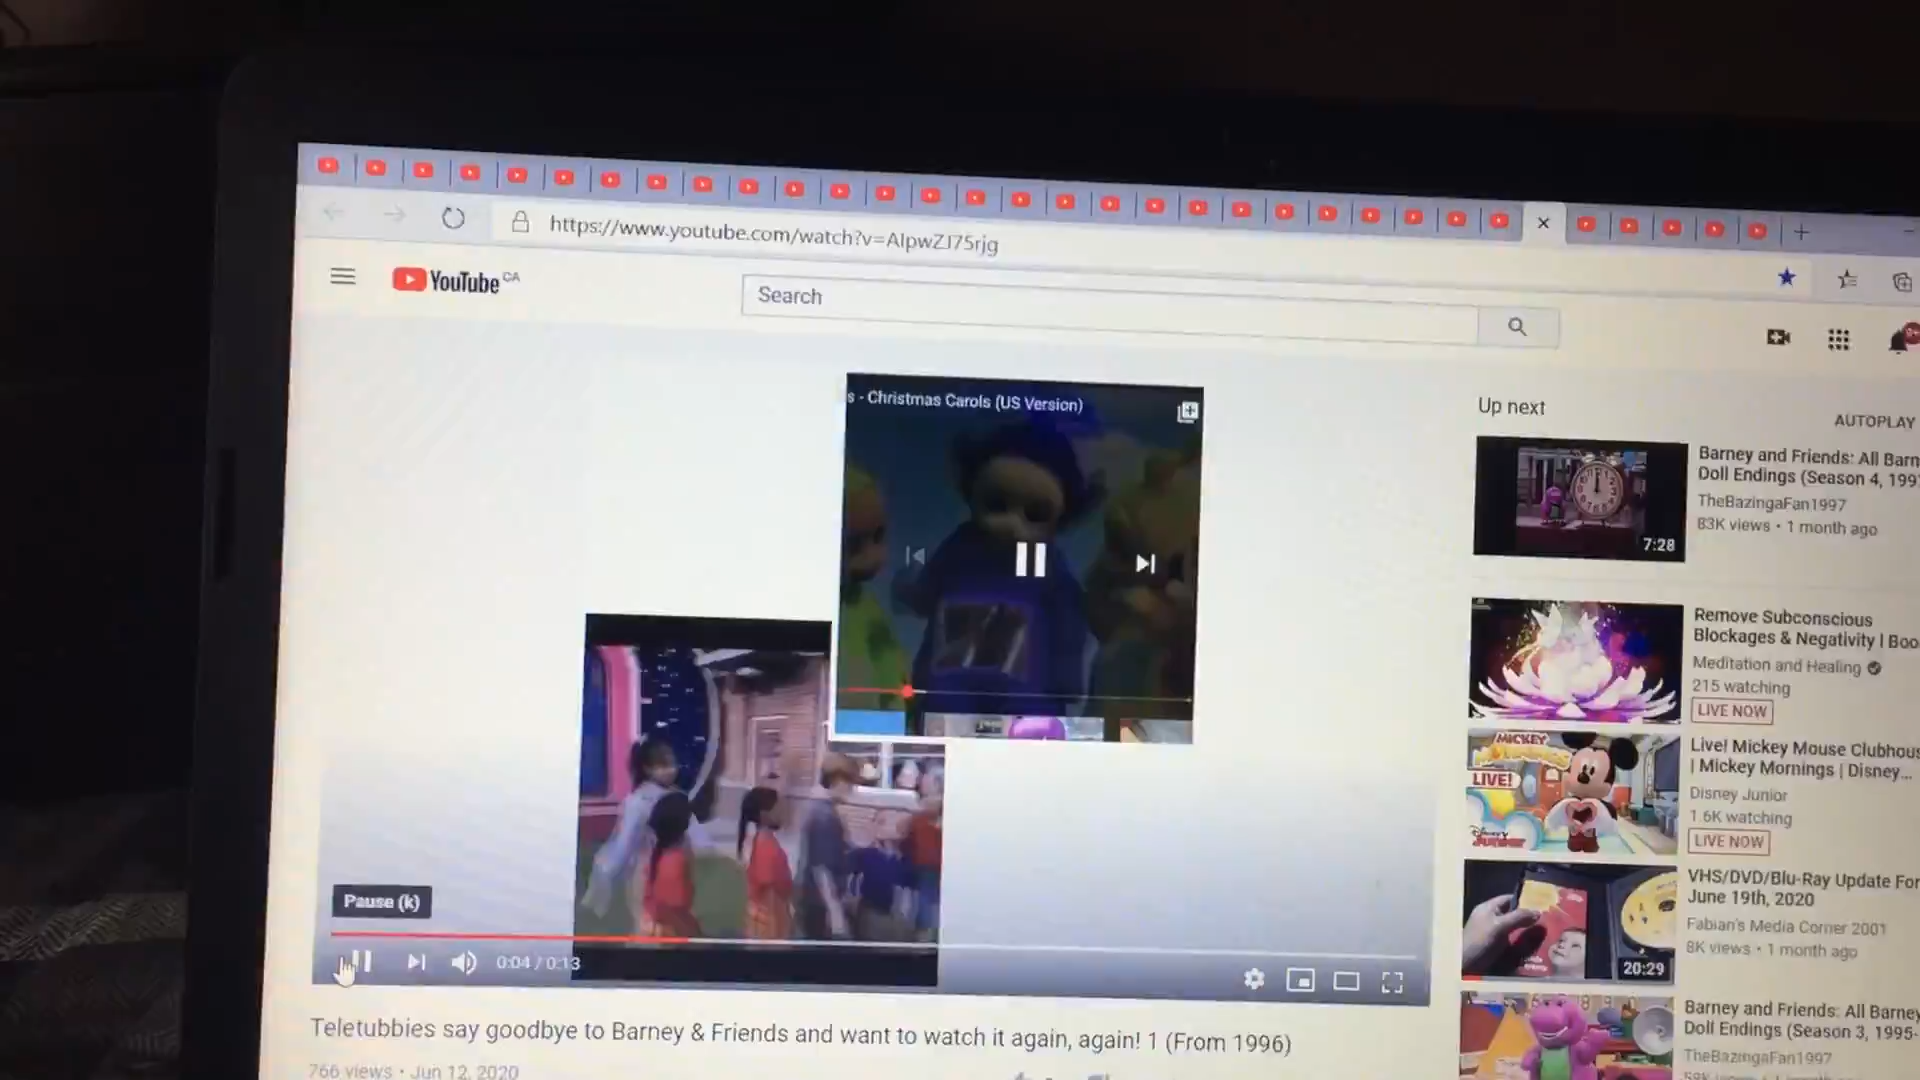 https://www.youtube.com/watch?v=AIpwZJ75rjg
YouTube CA
Search
s - Christmas Carols (US Version)
Up next
AUTOPLAY
Barney and Friends: All Barn
Doll Endings (Season 4, 199
TheBazingaFan1997
83K views • 1 month ago
7:28
Remove Subconscious
Blockages & Negativity | Boo
Meditation and Healing
215 watching
LIVE NOW
MICKEY
MORNINGS
LIVE!
Disney
JUNIOR
Live! Mickey Mouse Clubhous
| Mickey Mornings | Disney...
Disney Junior
1.6K watching
LIVE NOW
VHS/DVD/Blu-Ray Update For
June 19th, 2020
Fabian's Media Corner 2001
8K views • 1 month ago
20:29
Barney and Friends: All Barney
Doll Endings (Season 3, 1995-
TheBazingaFan1997
Pause (k)
0:04 / 0:13
Teletubbies say goodbye to Barney & Friends and want to watch it again, again! 1 (From 1996)
766 views • Jun 12, 2020